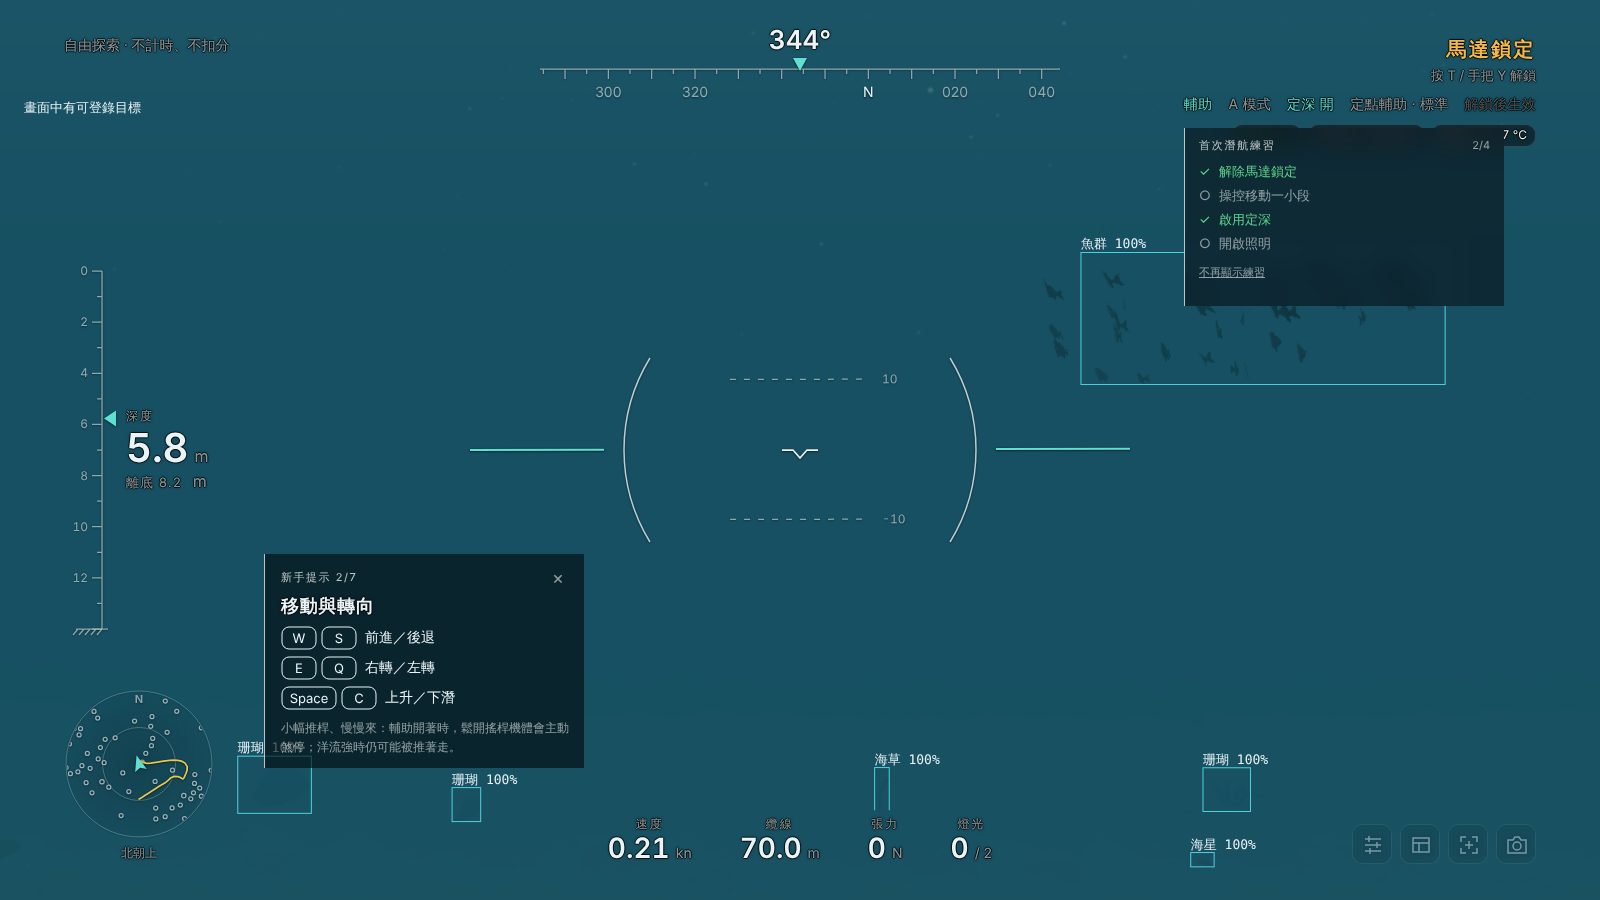 自由探索 · 不計時、不扣分
畫面中有可登錄目標
344°
300 320 N 020 040
馬達鎖定
按 T / 手把 Y 解鎖
輔助 A 模式 定深 開 定點輔助 · 標準 解鎖後生效
7 °C
首次潛航練習 2/4
解除馬達鎖定
操控移動一小段
啟用定深
開啟照明
不再顯示練習
魚群 100%
0
2
4
6
8
10
12
深度
5.8 m
離底 8.2 m
10
-10
新手提示 2/7
移動與轉向
W S 前進／後退
E Q 右轉／左轉
Space C 上升／下潛
小幅推桿、慢慢來：輔助開著時，鬆開搖桿機體會主動
煞停；洋流強時仍可能被推著走。
N
北朝上
珊瑚
珊瑚 100%
海草 100%
珊瑚 100%
海星 100%
速度 纜線 張力 燈光
0.21 kn 70.0 m 0 N 0 / 2